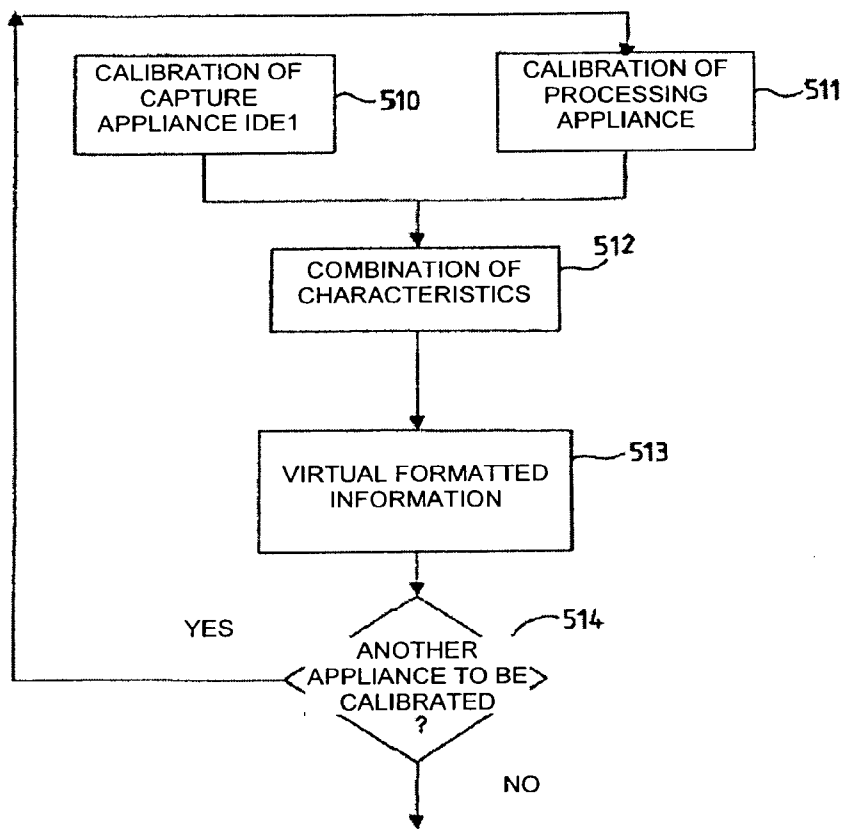 CALIBRATION OF
CAPTURE
APPLIANCE IDE1
510
CALIBRATION OF
PROCESSING
APPLIANCE
511
COMBINATION OF
CHARACTERISTICS
512
VIRTUAL FORMATTED
INFORMATION
513
YES
ANOTHER
APPLIANCE TO BE
CALIBRATED
?
514
NO